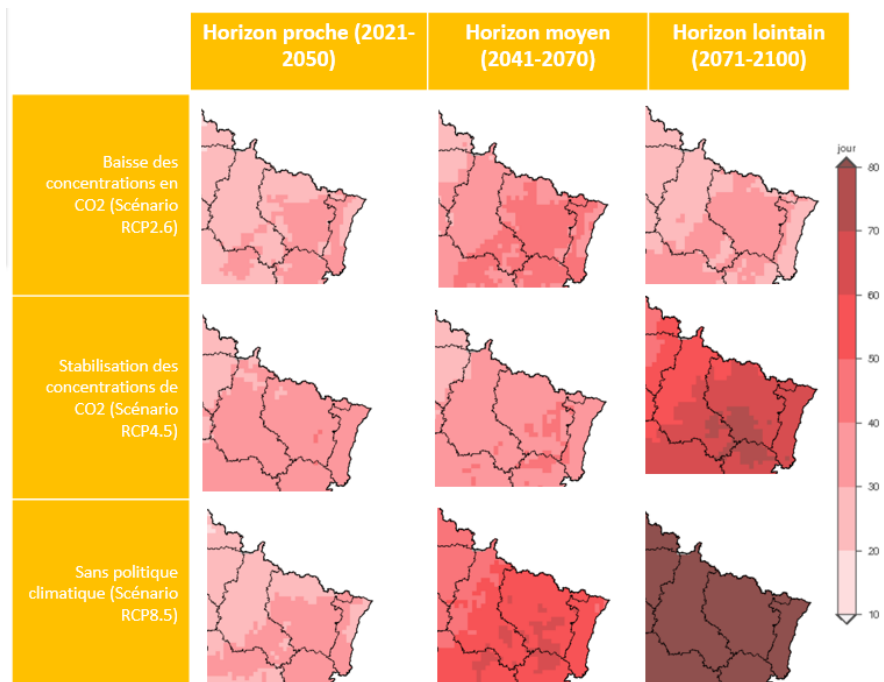 Horizon proche (2021-
2050)
Horizon moyen
(2041-2070)
Horizon lointain
(2071-2100)
Baisse des
concentrations en
CO2 (Scénario
RCP2.6)
Stabilisation des
concentrations de
CO2 (Scénario
RCP4.5)
Sans politique
climatique (Scénario
RCP8.5)
jour
80
70
60
50
40
30
20
10